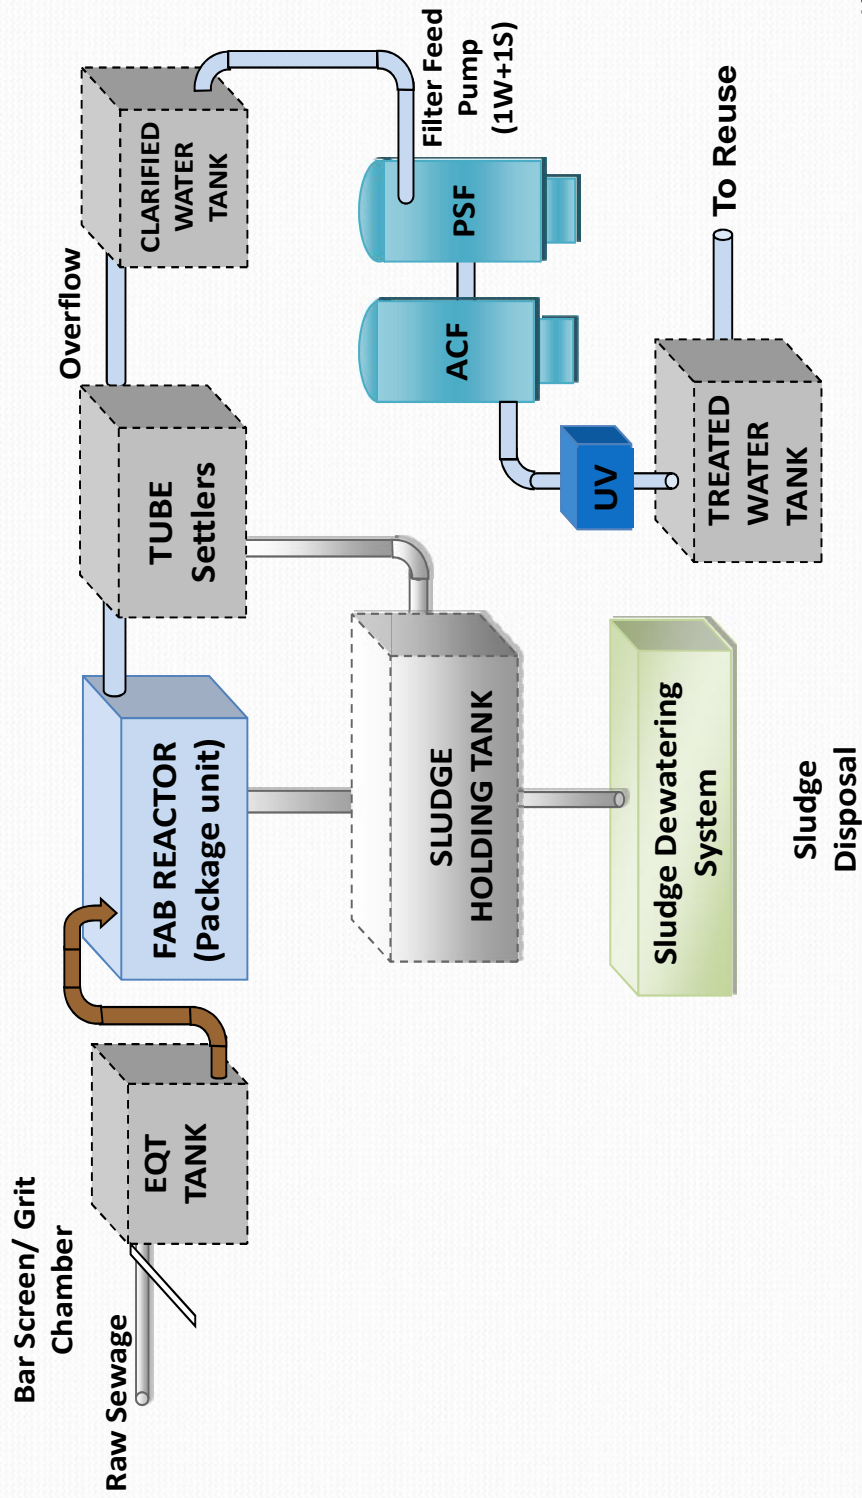 Bar Screen/ Grit
Chamber
Raw Sewage
EQT
TANK
FAB REACTOR
(Package unit)
TUBE
Settlers
Overflow
CLARIFIED
WATER
TANK
Filter Feed
Pump
(1W+1S)
PSF
ACF
UV
TREATED
WATER
TANK
To Reuse
SLUDGE
HOLDING TANK
Sludge Dewatering
System
Sludge
Disposal